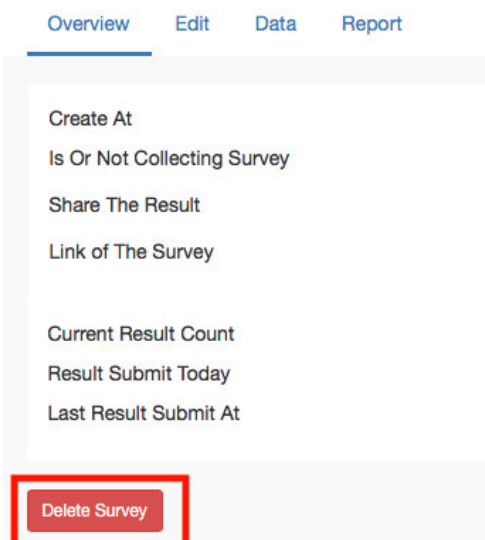 Overview Edit Data Report
Create At
Is Or Not Collecting Survey
Share The Result
Link of The Survey
Current Result Count
Result Submit Today
Last Result Submit At
Delete Survey